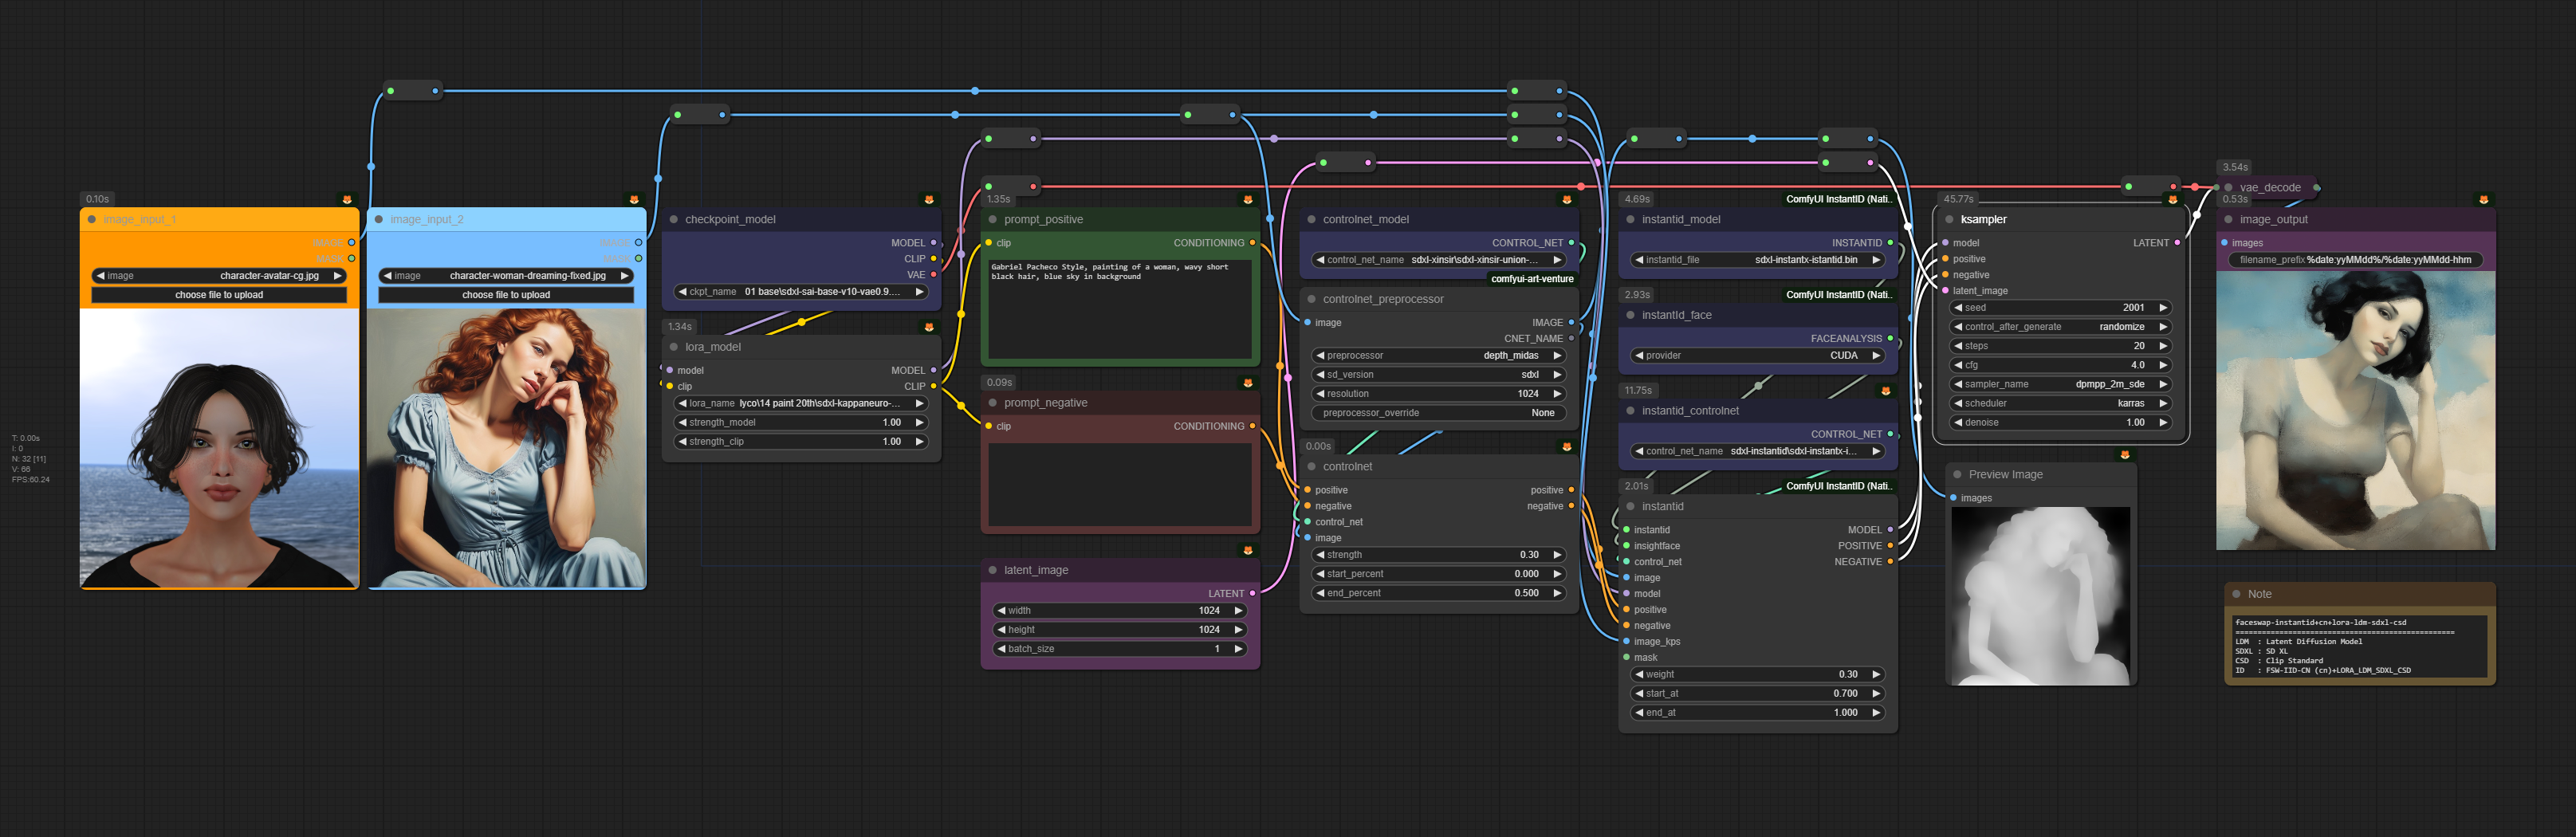 T: 0.00s
I: 0
N: 32 [11]
V: 66
FPS:60.24
0.10s
image_input_1
IMAGE
MASK
image character-avatar-cg.jpg
choose file to upload
image_input_2
IMAGE
MASK
image character-woman-dreaming-fixed.jpg
choose file to upload
checkpoint_model
MODEL
CLIP
VAE
ckpt_name 01 base\sdxl-sai-base-v10-vae0.9....
1.34s
lora_model
model MODEL
clip CLIP
lora_name lyco\14 paint 20th\sdxl-kappaneuro-...
strength_model 1.00
strength_clip 1.00
1.35s
prompt_positive
clip CONDITIONING
Gabriel Pacheco Style, painting of a woman, wavy short
black hair, blue sky in background
0.09s
prompt_negative
clip CONDITIONING
latent_image
LATENT
width 1024
height 1024
batch_size 1
controlnet_model
CONTROL_NET
control_net_name sdxl-xinsir\sdxl-xinsir-union-...
comfyui-art-venture
controlnet_preprocessor
image IMAGE
CNET_NAME
preprocessor depth_midas
sd_version sdxl
resolution 1024
preprocessor_override None
0.00s
controlnet
positive positive
negative negative
control_net
image
strength 0.30
start_percent 0.000
end_percent 0.500
4.69s ComfyUI InstantID (Nati..
instantid_model
INSTANTID
instantid_file sdxl-instantx-istantid.bin
2.93s ComfyUI InstantID (Nati..
instantId_face
FACEANALYSIS
provider CUDA
11.75s
instantid_controlnet
CONTROL_NET
control_net_name sdxl-instantid\sdxl-instantx-i...
2.01s ComfyUI InstantID (Nati..
instantid
instantid MODEL
insightface POSITIVE
control_net NEGATIVE
image
model
positive
negative
image_kps
mask
weight 0.30
start_at 0.700
end_at 1.000
45.77s
ksampler
model LATENT
positive
negative
latent_image
seed 2001
control_after_generate randomize
steps 20
cfg 4.0
sampler_name dpmpp_2m_sde
scheduler karras
denoise 1.00
Preview Image
images
3.54s
vae_decode
0.53s
image_output
images
filename_prefix %date:yyMMdd%/%date:yyMMdd-hhm
Note
faceswap-instantid+cn+lora-ldm-sdxl-csd
==================================================
LDM : Latent Diffusion Model
SDXL : SD XL
CSD : Clip Standard
ID : FSW-IID-CN (cn)+LORA_LDM_SDXL_CSD